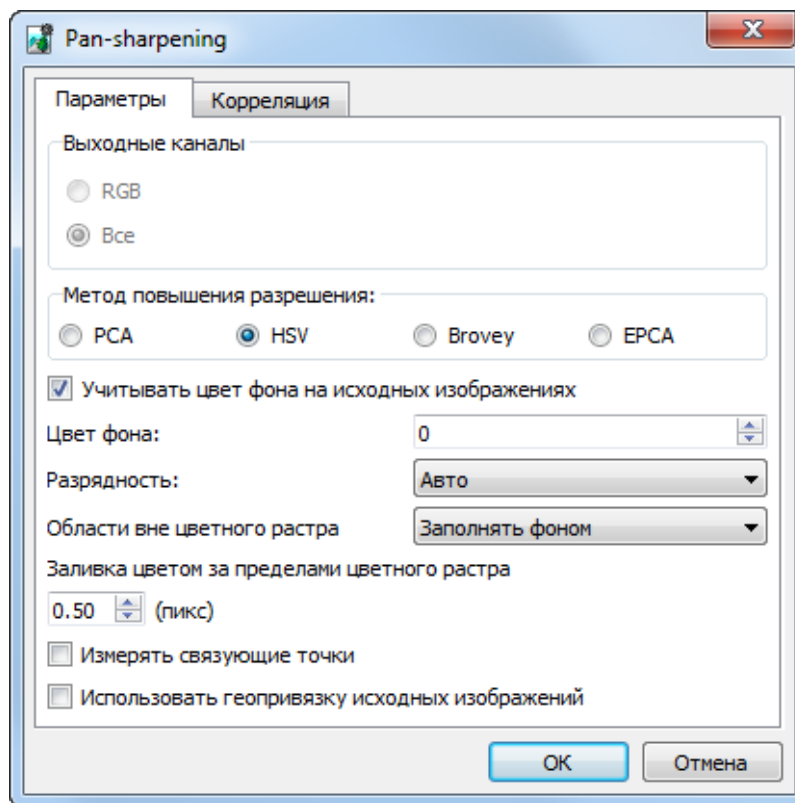 Pan-sharpening
Параметры Корреляция
Выходные каналы
RGB
Все
Метод повышения разрешения:
PCA HSV Brovey EPCA
Учитывать цвет фона на исходных изображениях
Цвет фона: 0
Разрядность: Авто
Области вне цветного растра Заполнять фоном
Заливка цветом за пределами цветного растра
0.50 (пикс)
Измерять связующие точки
Использовать геопривязку исходных изображений
ОК Отмена